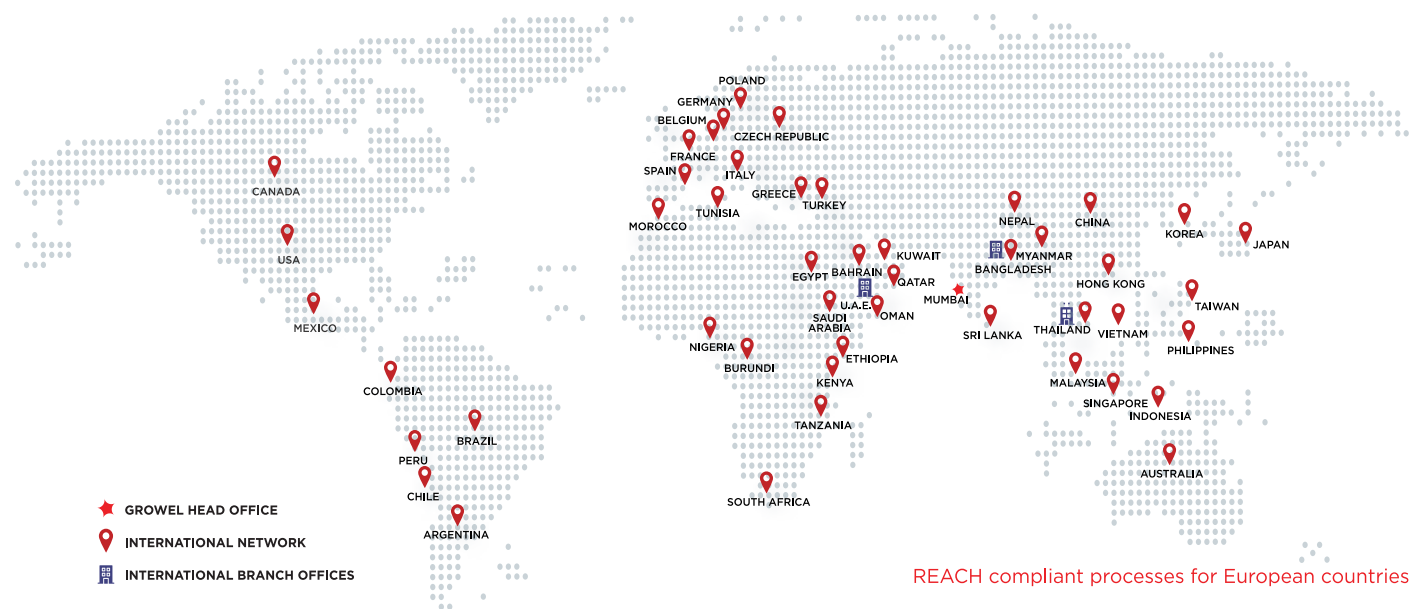 POLAND
GERMANY
BELGIUM
CZECH REPUBLIC
FRANCE
SPAIN
ITALY
CANADA
GREECE
TURKEY
TUNISIA
MOROCCO
NEPAL
CHINA
KOREA
JAPAN
USA
KUWAIT
MYANMAR
BANGLADESH
EGYPT
BAHRAIN
QATAR
HONG KONG
MUMBAI
U.A.E.
OMAN
TAIWAN
SAUDI
ARABIA
MEXICO
SRI LANKA
THAILAND
VIETNAM
PHILIPPINES
NIGERIA
BURUNDI
ETHIOPIA
KENYA
MALAYSIA
SINGAPORE
INDONESIA
COLOMBIA
TANZANIA
BRAZIL
PERU
CHILE
AUSTRALIA
SOUTH AFRICA
ARGENTINA
GROWEL HEAD OFFICE
INTERNATIONAL NETWORK
INTERNATIONAL BRANCH OFFICES
REACH compliant processes for European countries